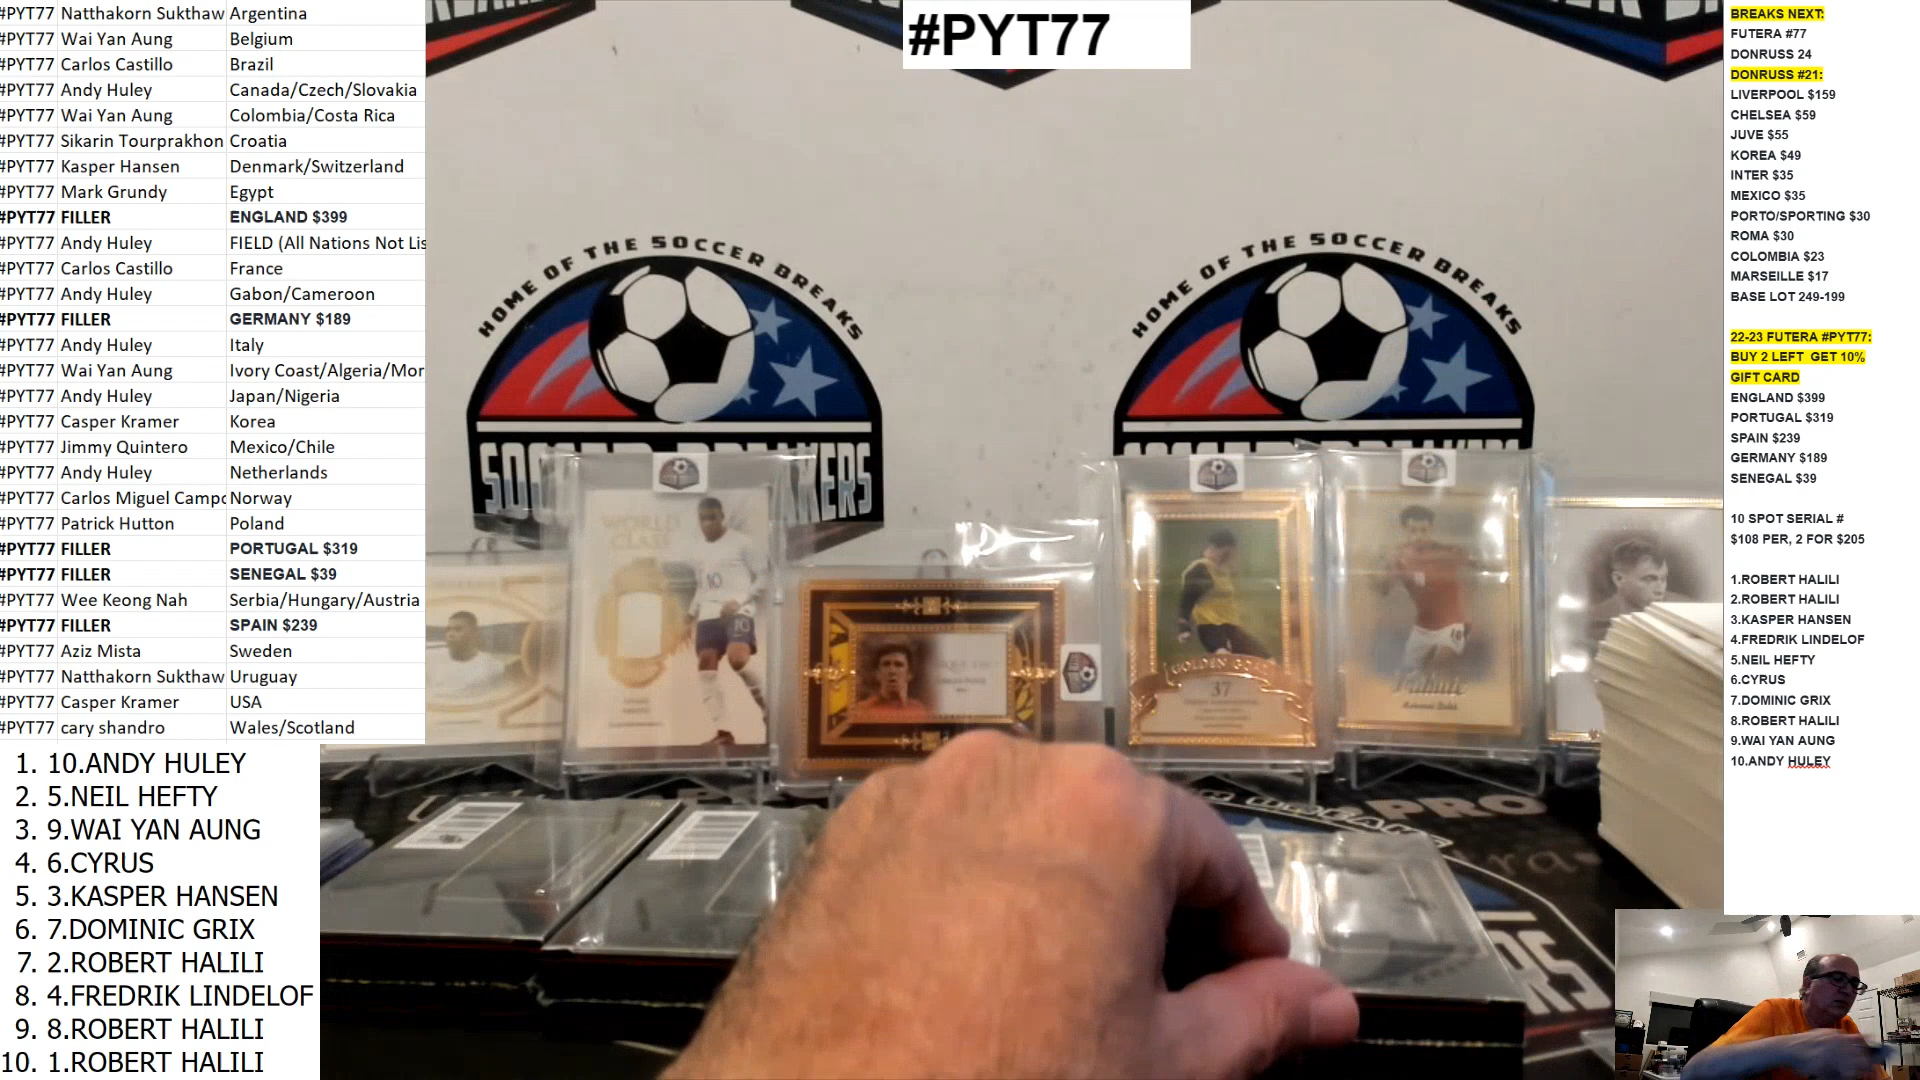 #PYT77 Natthakorn Sukthaw Argentina
#PYT77 Wai Yan Aung Belgium
#PYT77 Carlos Castillo Brazil
#PYT77 Andy Huley Canada/Czech/Slovakia
#PYT77 Wai Yan Aung Colombia/Costa Rica
#PYT77 Sikarin Tourprakhon Croatia
#PYT77 Kasper Hansen Denmark/Switzerland
#PYT77 Mark Grundy Egypt
#PYT77 FILLER ENGLAND $399
#PYT77 Andy Huley FIELD (All Nations Not Lis
#PYT77 Carlos Castillo France
#PYT77 Andy Huley Gabon/Cameroon
#PYT77 FILLER GERMANY $189
#PYT77 Andy Huley Italy
#PYT77 Wai Yan Aung Ivory Coast/Algeria/Mor
#PYT77 Andy Huley Japan/Nigeria
#PYT77 Casper Kramer Korea
#PYT77 Jimmy Quintero Mexico/Chile
#PYT77 Andy Huley Netherlands
#PYT77 Carlos Miguel Campo Norway
#PYT77 Patrick Hutton Poland
#PYT77 FILLER PORTUGAL $319
#PYT77 FILLER SENEGAL $39
#PYT77 Wee Keong Nah Serbia/Hungary/Austria
#PYT77 FILLER SPAIN $239
#PYT77 Aziz Mista Sweden
#PYT77 Natthakorn Sukthaw Uruguay
#PYT77 Casper Kramer USA
#PYT77 cary shandro Wales/Scotland
1. 10.ANDY HULEY
2. 5.NEIL HEFTY
3. 9.WAI YAN AUNG
4. 6.CYRUS
5. 3.KASPER HANSEN
6. 7.DOMINIC GRIX
7. 2.ROBERT HALILI
8. 4.FREDRIK LINDELOF
9. 8.ROBERT HALILI
10. 1.ROBERT HALILI
#PYT77
HOME OF THE SOCCER BREAKS
SOCCER BREAKERS
HOME OF THE SOCCER BREAKS
SOCCER BREAKERS
WORLD CLASS
10
GOLDEN GOAL
37
Tribute
PRO
BREAKS NEXT:
FUTERA #77
DONRUSS 24
DONRUSS #21:
LIVERPOOL $159
CHELSEA $59
JUVE $55
KOREA $49
INTER $35
MEXICO $35
PORTO/SPORTING $30
ROMA $30
COLOMBIA $23
MARSEILLE $17
BASE LOT 249-199
22-23 FUTERA #PYT77:
BUY 2 LEFT GET 10%
GIFT CARD
ENGLAND $399
PORTUGAL $319
SPAIN $239
GERMANY $189
SENEGAL $39
10 SPOT SERIAL #
$108 PER, 2 FOR $205
1.ROBERT HALILI
2.ROBERT HALILI
3.KASPER HANSEN
4.FREDRIK LINDELOF
5.NEIL HEFTY
6.CYRUS
7.DOMINIC GRIX
8.ROBERT HALILI
9.WAI YAN AUNG
10.ANDY HULEY